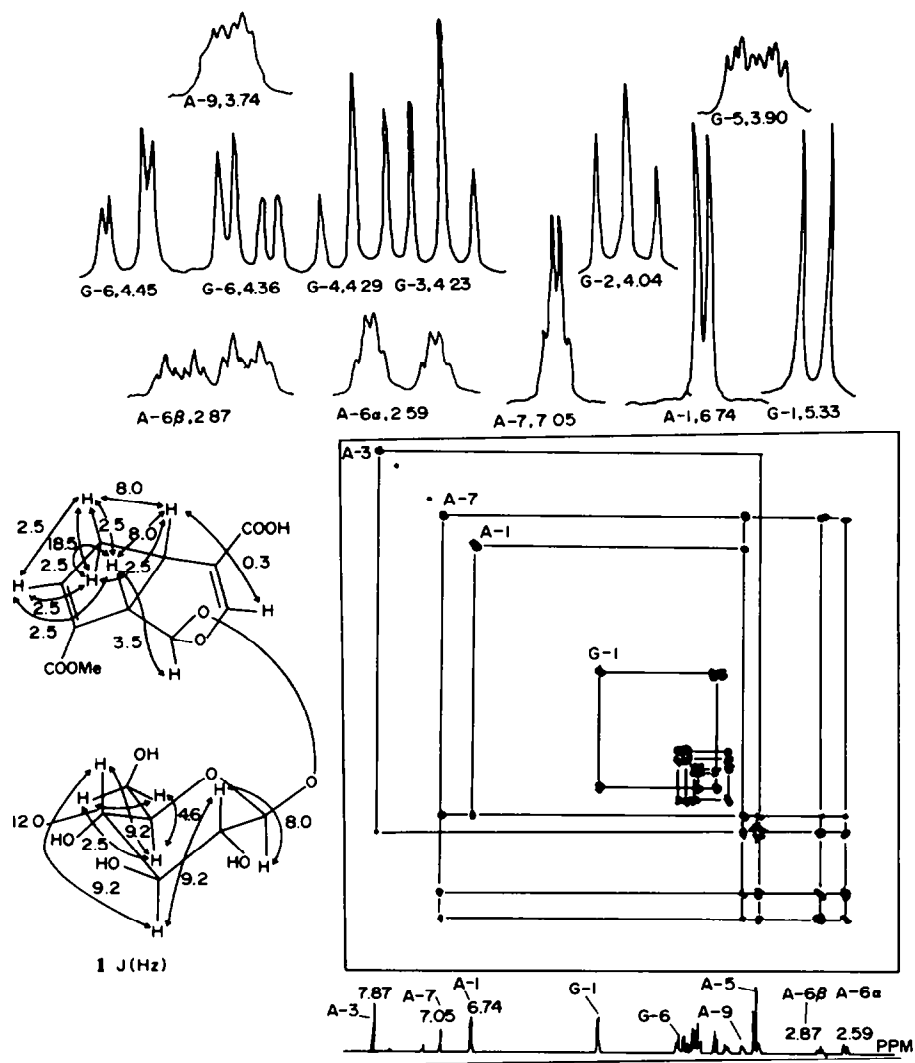 A-9,3.74
G-5,3.90
G-6,4.45
G-6,4.36
G-4,4 29
G-3,4 23
G-2,4.04
A-6β,2 87
A-6α,2 59
A-7,7 05
A-1,6 74
G-1,5.33
H
8.0
H
2.5
2.5
8.0
COOH
18.5
H
0.3
2.5
H
2.5
H
H
2.5
O
O
2.5
3.5
COOMe
H
OH
H
O
H
O
H
H
4.6
12 0
9.2
8.0
HO
2.5
H
HO
H
HO
9.2
9.2
H
1 J(Hz)
A-3
A-7
A-1
G-1
A-3
7.87
A-7
7.05
A-1
6.74
G-1
G-6
A-9
A-5
A-6β
2.87
A-6α
2.59
PPM